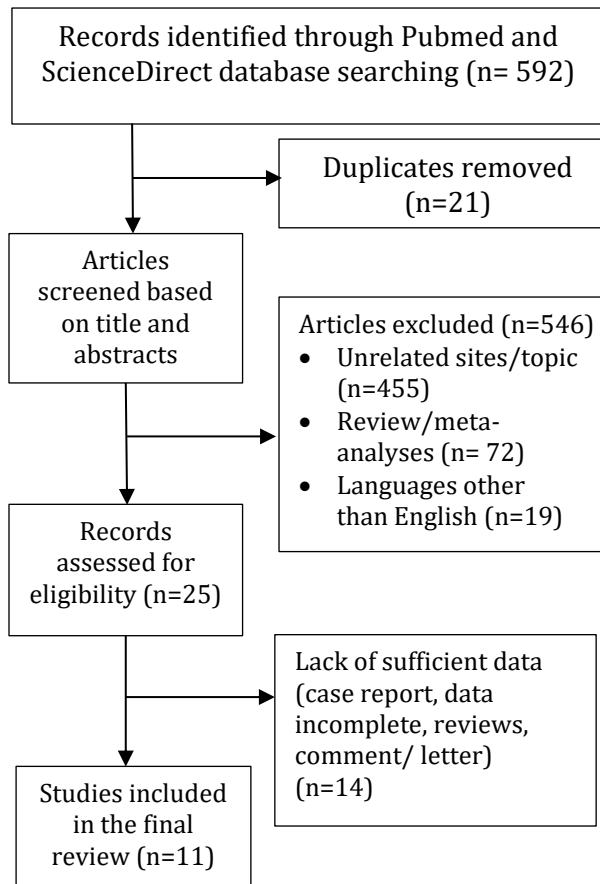 Records identified through Pubmed and
ScienceDirect database searching (n= 592)
Duplicates removed
(n=21)
Articles
screened based
on title and
abstracts
Articles excluded (n=546)
• Unrelated sites/topic
(n=455)
• Review/meta-
analyses (n= 72)
• Languages other
than English (n=19)
Records
assessed for
eligibility (n=25)
Lack of sufficient data
(case report, data
incomplete, reviews,
comment/ letter)
(n=14)
Studies included
in the final
review (n=11)